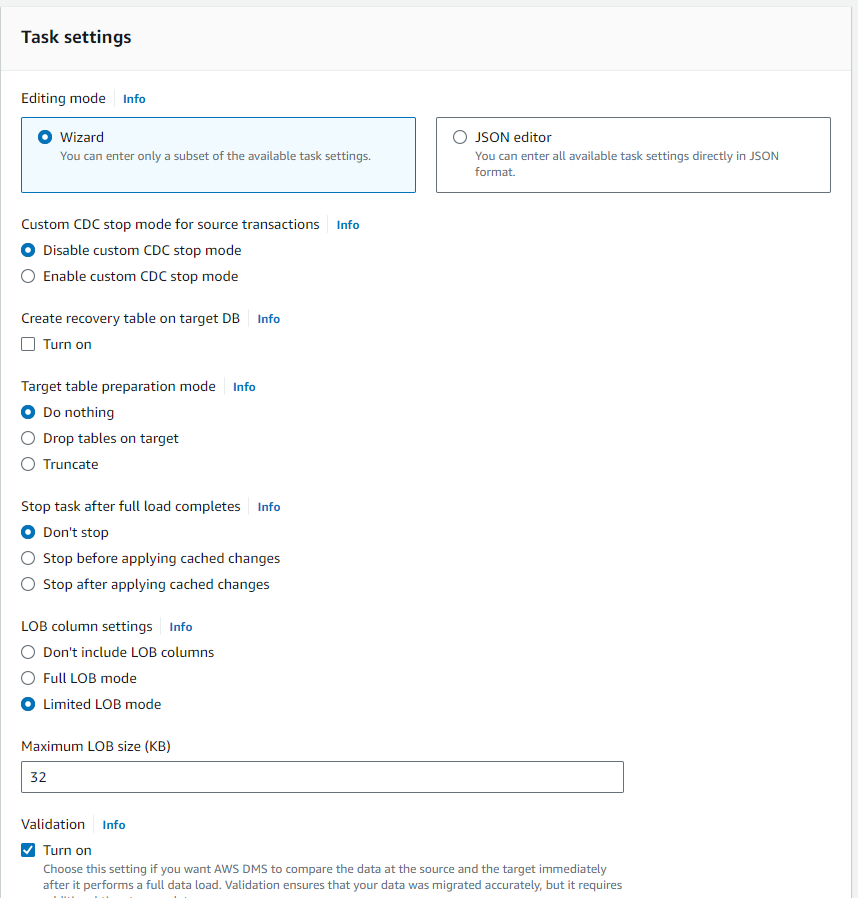 Task settings
Editing mode Info
Wizard
You can enter only a subset of the available task settings.
JSON editor
You can enter all available task settings directly in JSON
format.
Custom CDC stop mode for source transactions Info
Disable custom CDC stop mode
Enable custom CDC stop mode
Create recovery table on target DB Info
Turn on
Target table preparation mode Info
Do nothing
Drop tables on target
Truncate
Stop task after full load completes Info
Don't stop
Stop before applying cached changes
Stop after applying cached changes
LOB column settings Info
Don't include LOB columns
Full LOB mode
Limited LOB mode
Maximum LOB size (KB)
32
Validation Info
Turn on
Choose this setting if you want AWS DMS to compare the data at the source and the target immediately
after it performs a full data load. Validation ensures that your data was migrated accurately, but it requires